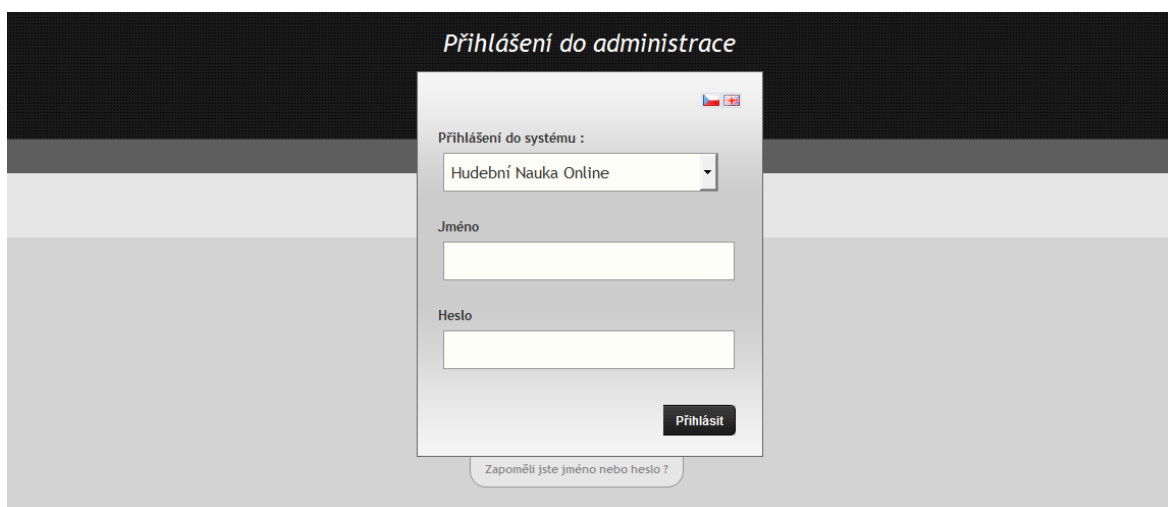 Přihlášení do administrace
Přihlášení do systému :
Hudební Nauka Online
Jméno
Heslo
Přihlásit
Zapoměli jste jméno nebo heslo ?